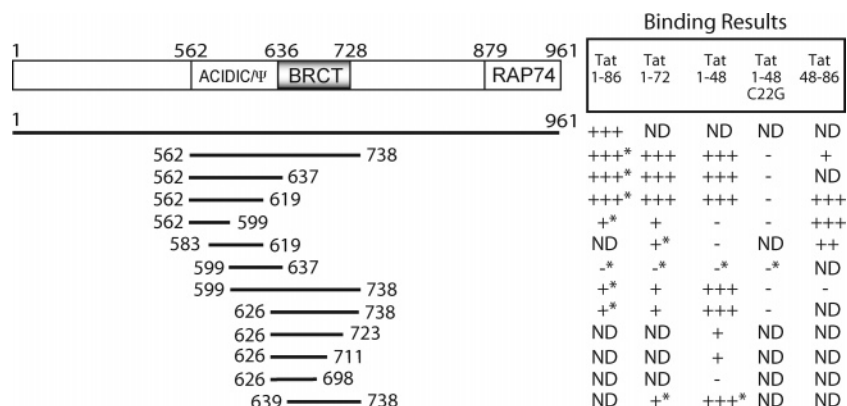 Binding Results
1 562 636 728 879 961
ACIDIC/Ψ BRCT RAP74
Tat 1-86 Tat 1-72 Tat 1-48 Tat 1-48 C22G Tat 48-86
1 961 +++ ND ND ND ND
562 738 +++* +++ +++ - +
562 637 +++* +++ +++ - ND
562 619 +++* +++ +++ - +++
562 599 +* + - - +++
583 619 ND +* - ND ++
599 637 -* -* -* -* ND
599 738 +* + +++ - -
626 738 +* + +++ - ND
626 723 ND ND + ND ND
626 711 ND ND + ND ND
626 698 ND ND - ND ND
639 738 ND +* +++* ND ND